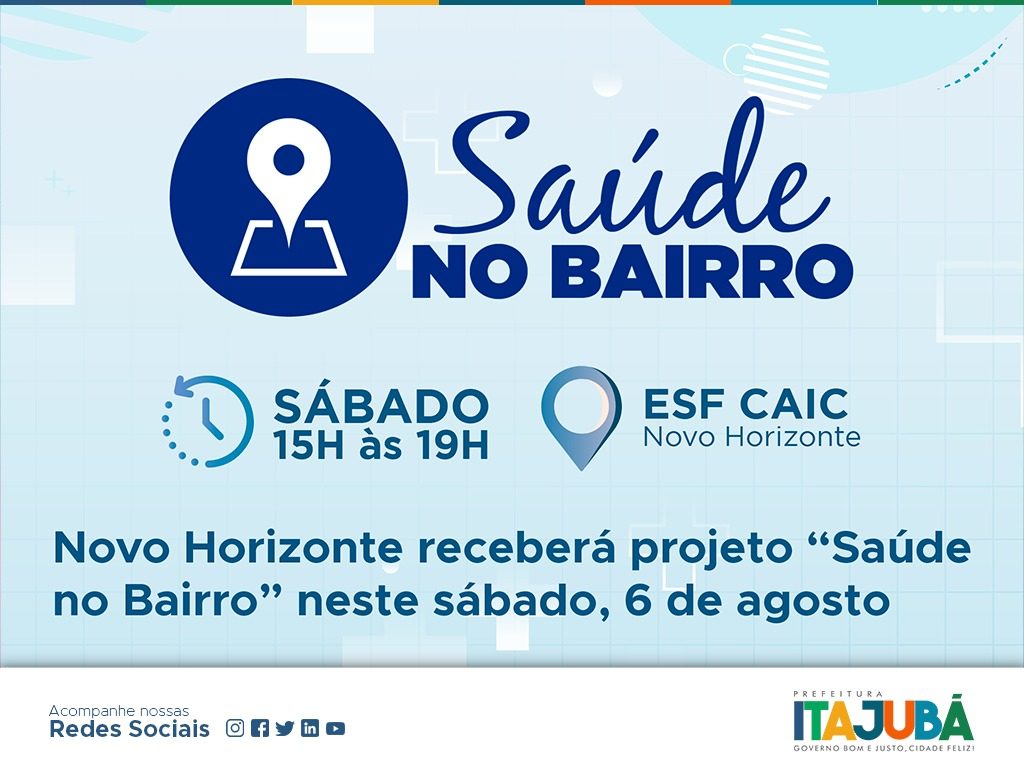 Saúde
NO BAIRRO
SÁBADO
15H às 19H
ESF CAIC
Novo Horizonte
Novo Horizonte receberá projeto “Saúde
no Bairro” neste sábado, 6 de agosto
Acompanhe nossas
Redes Sociais
PREFEITURA
ITAJUBÁ
GOVERNO BOM E JUSTO, CIDADE FELIZ!